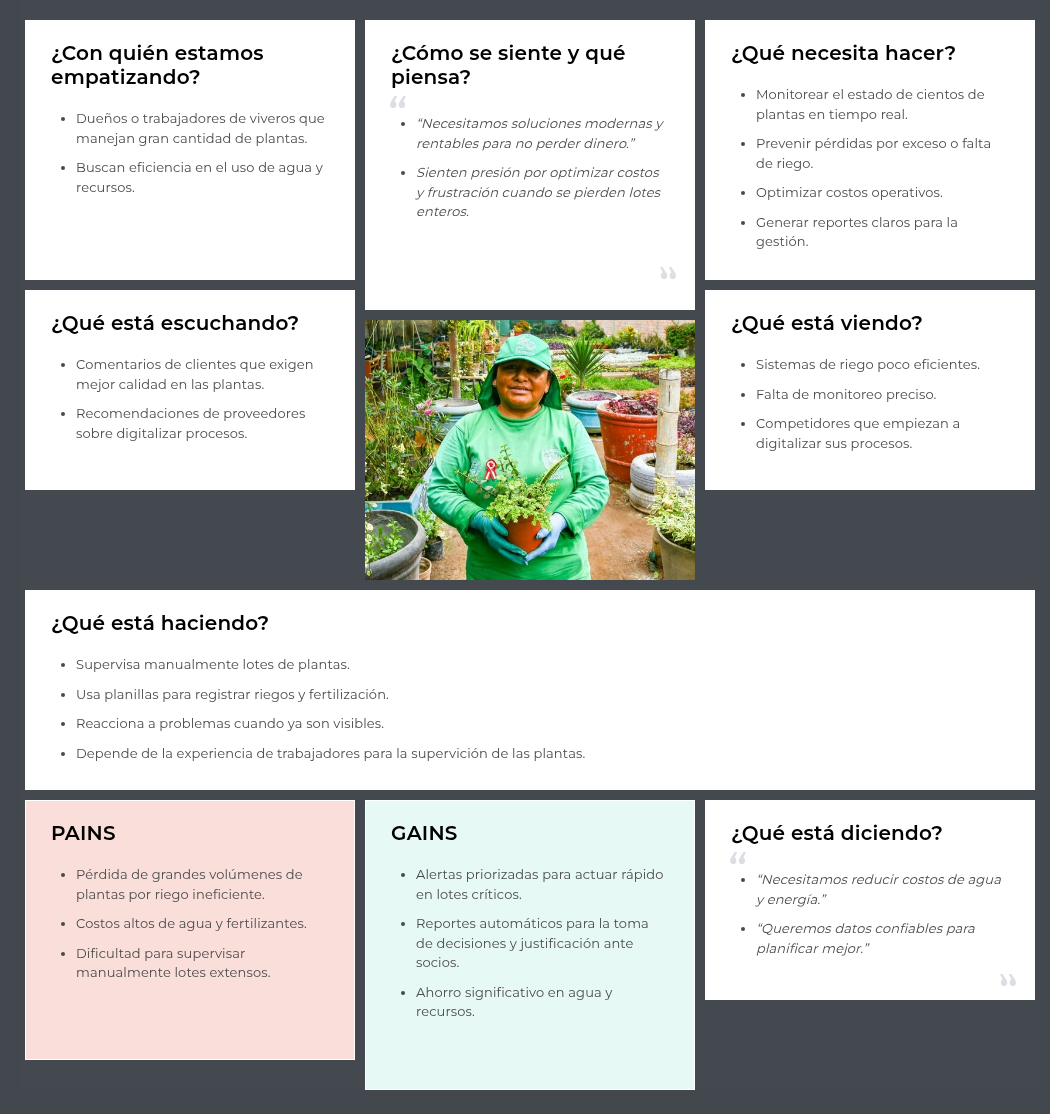 ¿Con quién estamos
empatizando?
• Dueños o trabajadores de viveros que
manejan gran cantidad de plantas.
• Buscan eficiencia en el uso de agua y
recursos.
¿Cómo se siente y qué
piensa?
“
• “Necesitamos soluciones modernas y
rentables para no perder dinero.”
• Sienten presión por optimizar costos
y frustración cuando se pierden lotes
enteros.
”
¿Qué necesita hacer?
• Monitorear el estado de cientos de
plantas en tiempo real.
• Prevenir pérdidas por exceso o falta
de riego.
• Optimizar costos operativos.
• Generar reportes claros para la
gestión.
¿Qué está escuchando?
• Comentarios de clientes que exigen
mejor calidad en las plantas.
• Recomendaciones de proveedores
sobre digitalizar procesos.
¿Qué está viendo?
• Sistemas de riego poco eficientes.
• Falta de monitoreo preciso.
• Competidores que empiezan a
digitalizar sus procesos.
¿Qué está haciendo?
• Supervisa manualmente lotes de plantas.
• Usa planillas para registrar riegos y fertilización.
• Reacciona a problemas cuando ya son visibles.
• Depende de la experiencia de trabajadores para la supervición de las plantas.
PAINS
• Pérdida de grandes volúmenes de
plantas por riego ineficiente.
• Costos altos de agua y fertilizantes.
• Dificultad para supervisar
manualmente lotes extensos.
GAINS
• Alertas priorizadas para actuar rápido
en lotes críticos.
• Reportes automáticos para la toma
de decisiones y justificación ante
socios.
• Ahorro significativo en agua y
recursos.
¿Qué está diciendo?
“
• “Necesitamos reducir costos de agua
y energía.”
• “Queremos datos confiables para
planificar mejor.”
”